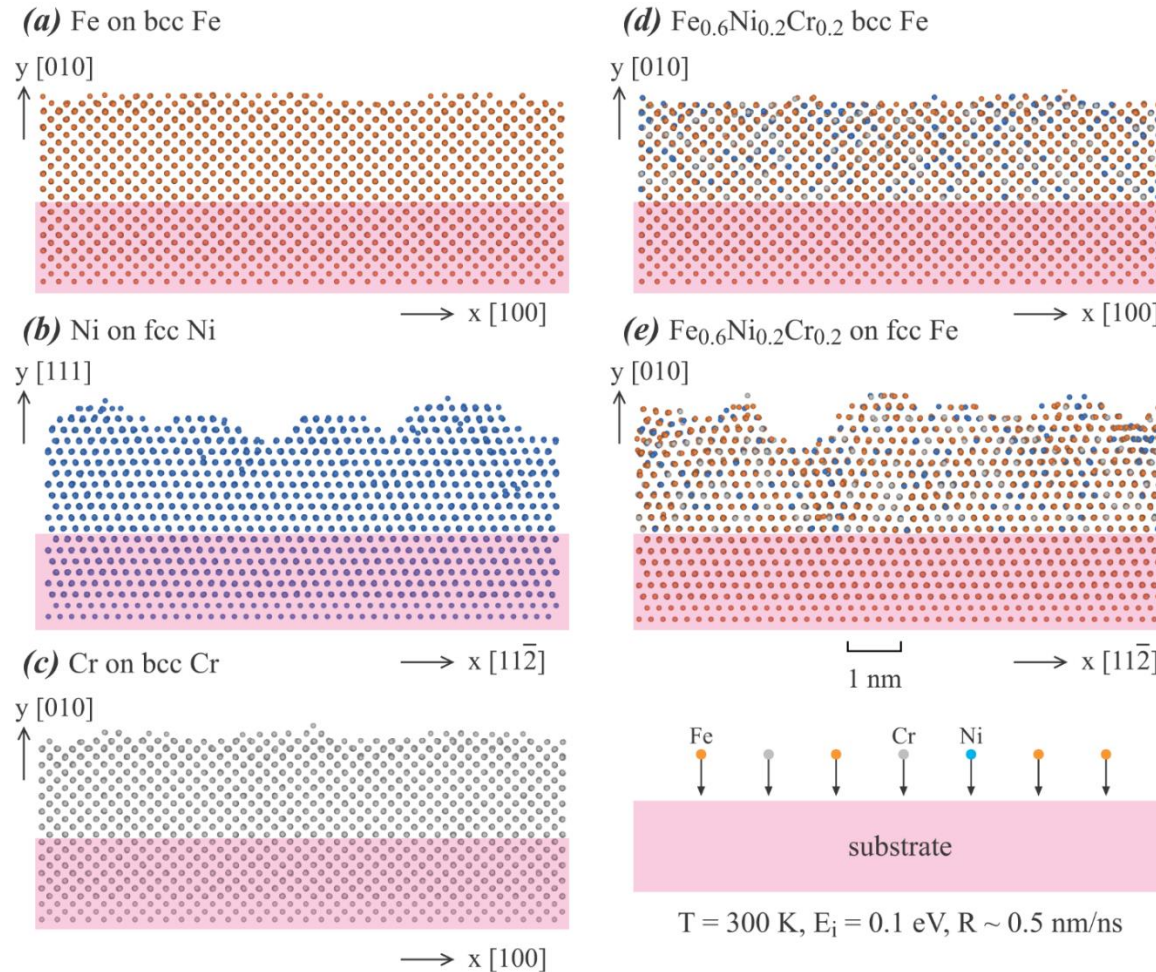 (a) Fe on bcc Fe
y [010]
x [100]
(b) Ni on fcc Ni
y [111]
x [112̅]
(c) Cr on bcc Cr
y [010]
x [100]
(d) Fe0.6Ni0.2Cr0.2 bcc Fe
y [010]
x [100]
(e) Fe0.6Ni0.2Cr0.2 on fcc Fe
y [010]
x [112̅]
1 nm
Fe Cr Ni
substrate
T = 300 K, Ei = 0.1 eV, R ~ 0.5 nm/ns